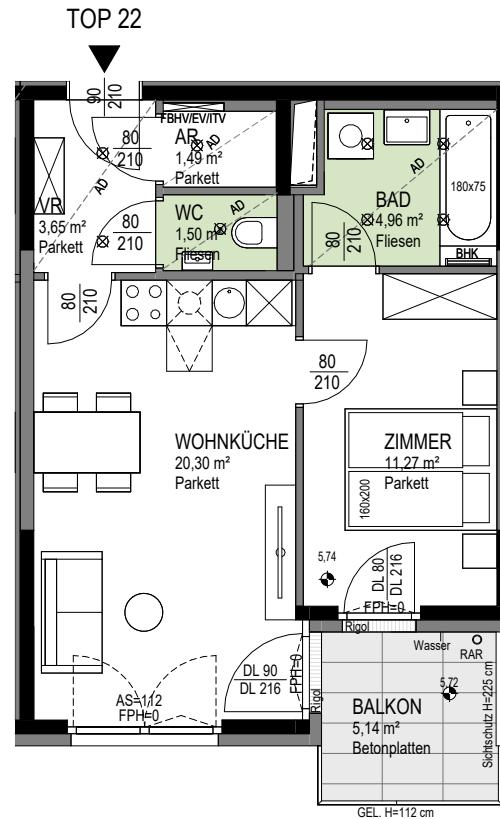 TOP 22
90
210
80
210
FBHV/EV/ITV
AR
1,49 m²
Parkett
AD
AD
VR
3,65 m²
Parkett
80
210
WC
1,50 m²
Fliesen
AD
BAD
4,96 m²
Fliesen
AD
180x75
BHK
80
210
80
210
80
210
WOHNKÜCHE
20,30 m²
Parkett
ZIMMER
11,27 m²
Parkett
160x200
5,74
DL 80
DL 216
FPH=0
Rigol
Wasser
RAR
DL 90
DL 216
FPH=0
Rigol
AS=112
FPH=0
5,72
BALKON
5,14 m²
Betonplatten
Sichtschutz H=225 cm
GEL. H=112 cm